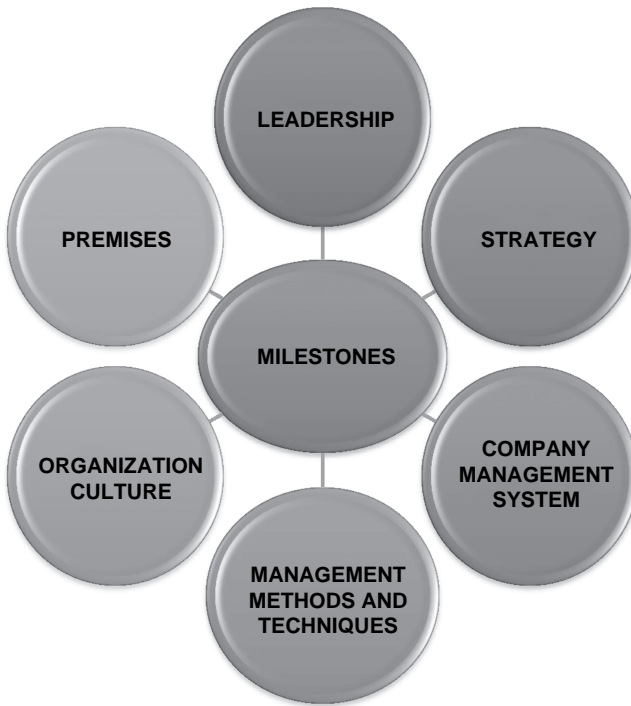 LEADERSHIP
PREMISES
STRATEGY
MILESTONES
ORGANIZATION
CULTURE
COMPANY
MANAGEMENT
SYSTEM
MANAGEMENT
METHODS AND
TECHNIQUES